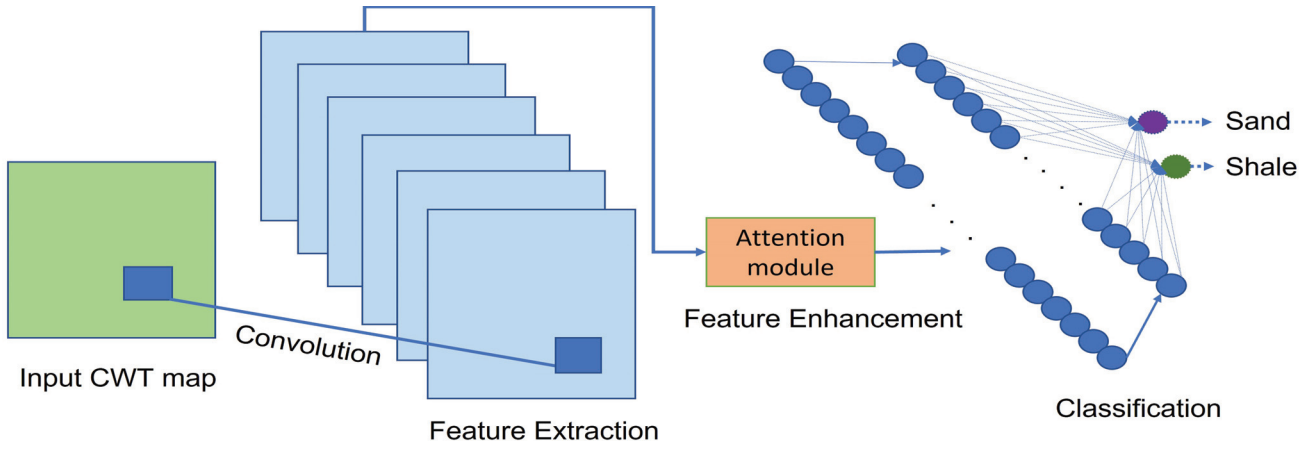 Input CWT map
Convolution
Feature Extraction
Attention
module
Feature Enhancement
Sand
Shale
Classification